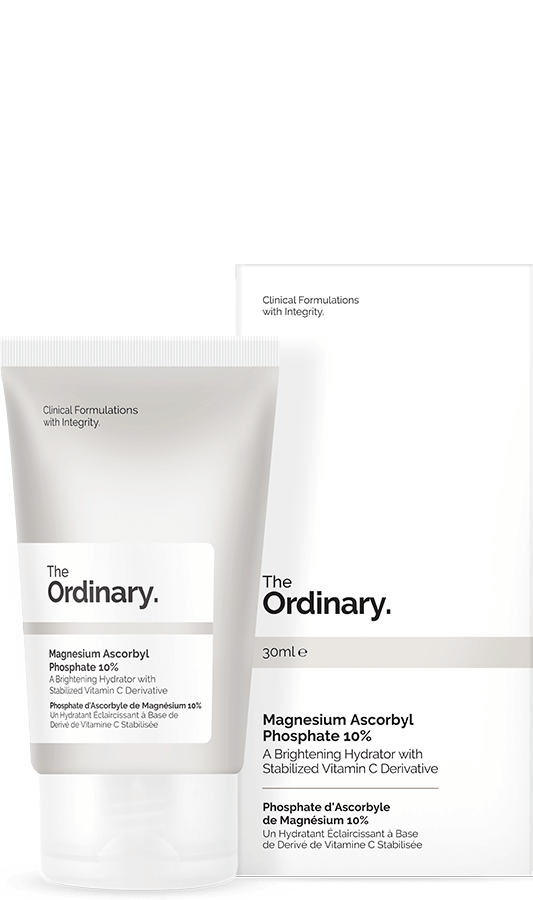 Clinical Formulations
with Integrity.
The
Ordinary.
Magnesium Ascorbyl
Phosphate 10%
A Brightening Hydrator with
Stabilized Vitamin C Derivative
Phosphate d'Ascorbyle de Magnésium 10%
Un Hydratant Éclaircissant à Base de
Derivé de Vitamine C Stabilisée
Clinical Formulations
with Integrity.
The
Ordinary.
30ml ℮
Magnesium Ascorbyl
Phosphate 10%
A Brightening Hydrator with
Stabilized Vitamin C Derivative
Phosphate d'Ascorbyle
de Magnésium 10%
Un Hydratant Éclaircissant à Base
de Derivé de Vitamine C Stabilisée